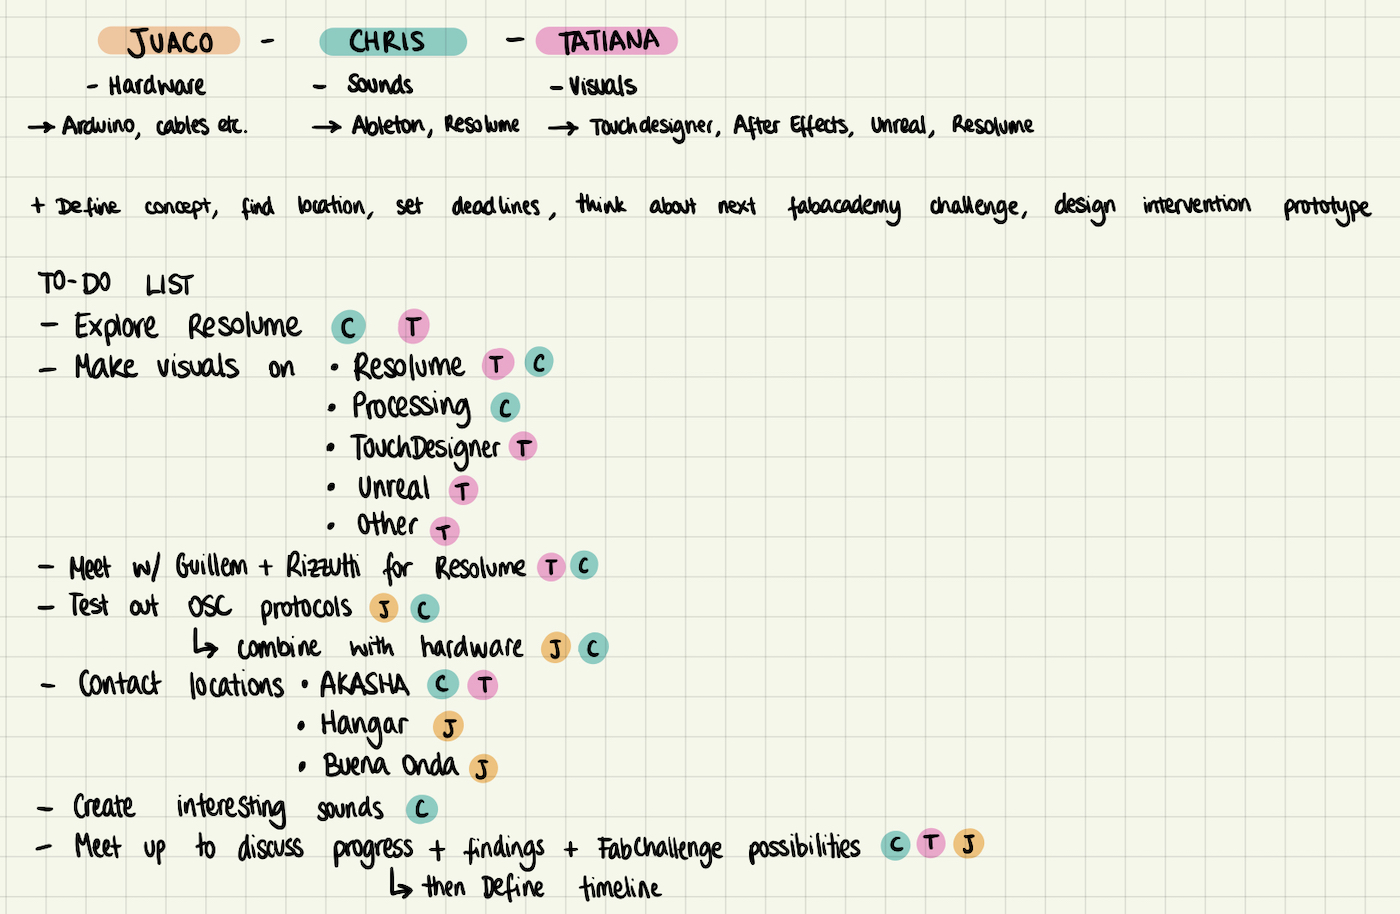 JUACO - CHRIS - TATIANA
- Hardware - Sounds - Visuals
→ Arduino, cables etc. → Ableton, Resolume → Touchdesigner, After Effects, Unreal, Resolume
+ Define concept, find location, set deadlines, think about next fabacademy challenge, design intervention prototype
TO-DO LIST
- Explore Resolume C T
- Make visuals on • Resolume T C
• Processing C
• TouchDesigner T
• Unreal T
• Other T
- Meet w/ Guillem + Rizzutti for Resolume T C
- Test out OSC protocols J C
↳ combine with hardware J C
- Contact locations • AKASHA C T
• Hangar J
• Buena Onda J
- Create interesting sounds C
- Meet up to discuss progress + findings + FabChallenge possibilities C T J
↳ then Define timeline